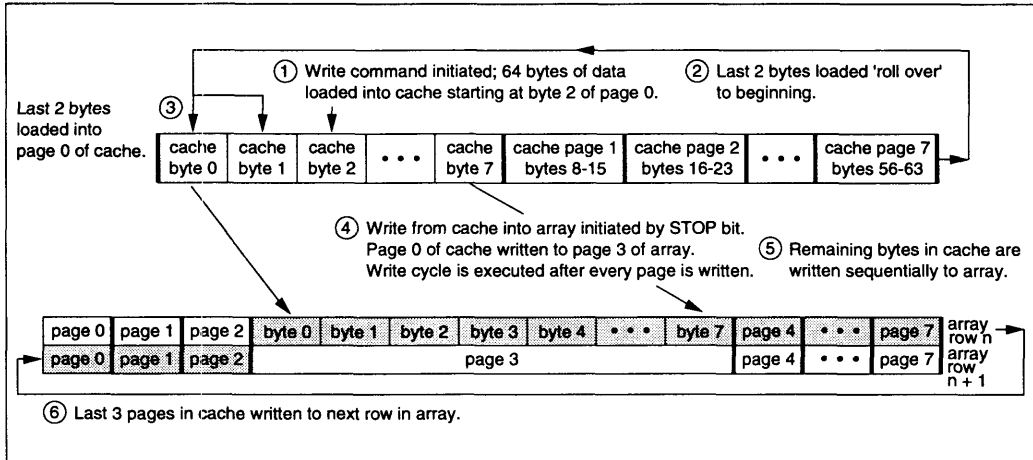 ① Write command initiated; 64 bytes of data
loaded into cache starting at byte 2 of page 0.
② Last 2 bytes loaded 'roll over'
to beginning.
Last 2 bytes
loaded into
page 0 of cache.
③
cache byte 0 cache byte 1 cache byte 2 • • • cache byte 7 cache page 1 bytes 8-15 cache page 2 bytes 16-23 • • • cache page 7 bytes 56-63
④ Write from cache into array initiated by STOP bit.
Page 0 of cache written to page 3 of array.
Write cycle is executed after every page is written.
⑤ Remaining bytes in cache are
written sequentially to array.
page 0 page 1 page 2 byte 0 byte 1 byte 2 byte 3 byte 4 • • • byte 7 page 4 • • • page 7 array row n
page 0 page 1 page 2 page 3 page 4 • • • page 7 array row n + 1
⑥ Last 3 pages in cache written to next row in array.